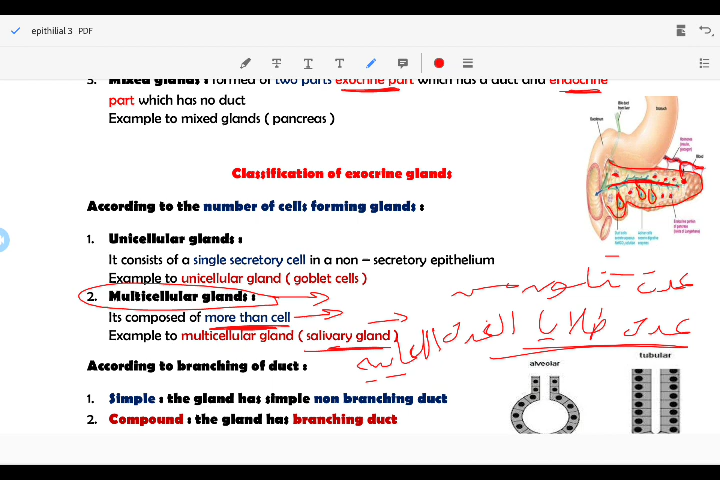 epithilial 3 PDF
3. Mixed glands : formed of two parts exocrine part which has a duct and endocrine
part which has no duct
Example to mixed glands ( pancreas )
Classification of exocrine glands
According to the number of cells forming glands :
1. Unicellular glands :
It consists of a single secretory cell in a non – secretory epithelium
Example to unicellular gland ( goblet cells )
2. Multicellular glands :
Its composed of more than cell
Example to multicellular gland ( salivary gland )
الغدد اللعابية
According to branching of duct :
alveolar
tubular
1. Simple : the gland has simple non branching duct
2. Compound : the gland has branching duct